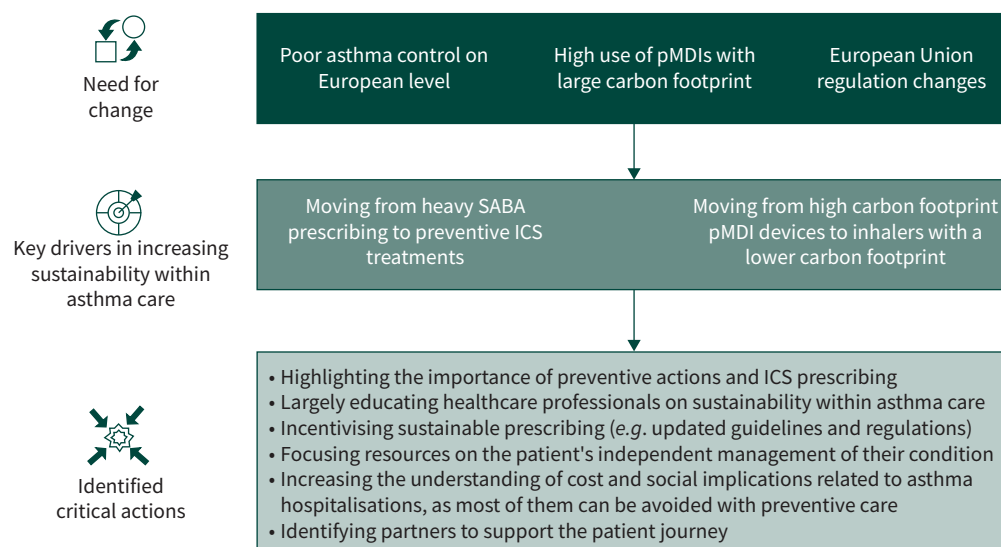 Need for
change
Poor asthma control on
European level
High use of pMDIs with
large carbon footprint
European Union
regulation changes
Key drivers in increasing
sustainability within
asthma care
Moving from heavy SABA
prescribing to preventive ICS
treatments
Moving from high carbon footprint
pMDI devices to inhalers with a
lower carbon footprint
Identified
critical actions
• Highlighting the importance of preventive actions and ICS prescribing
• Largely educating healthcare professionals on sustainability within asthma care
• Incentivising sustainable prescribing (e.g. updated guidelines and regulations)
• Focusing resources on the patient's independent management of their condition
• Increasing the understanding of cost and social implications related to asthma
hospitalisations, as most of them can be avoided with preventive care
• Identifying partners to support the patient journey